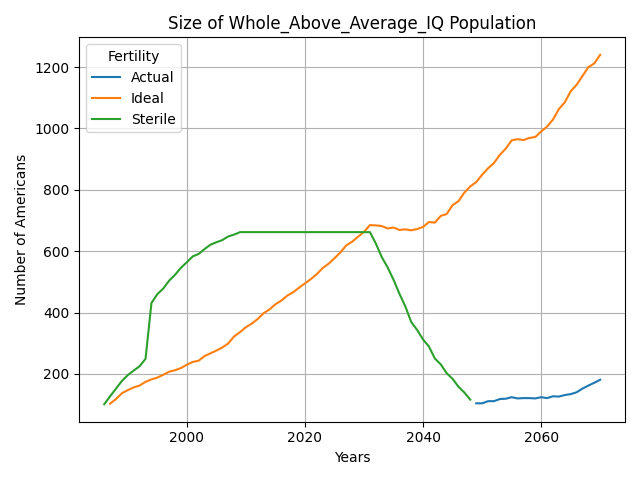 Size of Whole_Above_Average_IQ Population
Fertility
Actual
Ideal
Sterile
Number of Americans
1200
1000
800
600
400
200
2000
2020
2040
2060
Years